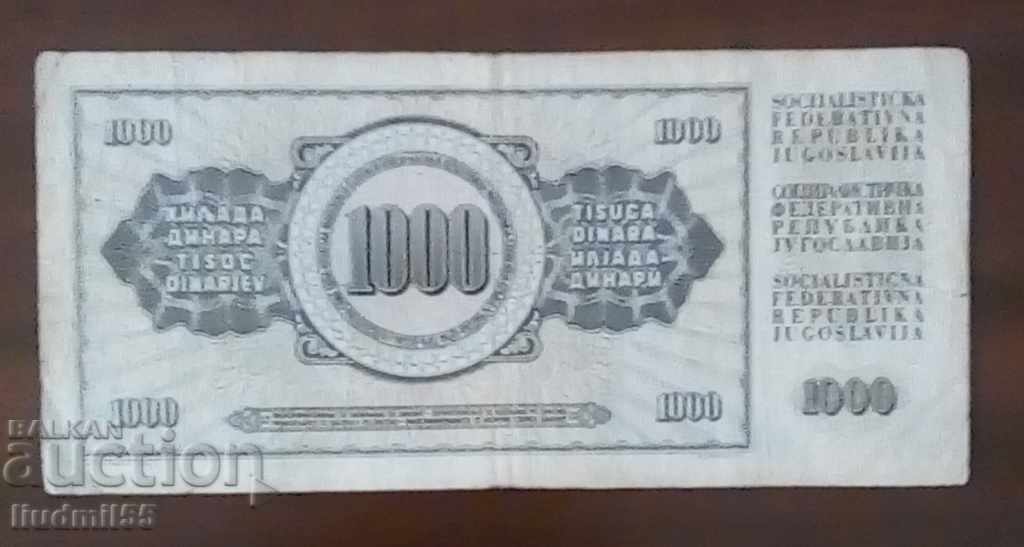 1000
1000
ХИЛАДА
ДИНАРА
TISOČ
DINARJEV
1000
TISUĆA
DINARA
ИЛЈАДА
ДИНАРИ
1000
1000
SOCIJALISTIČKA
FEDERATIVNA
REPUBLIKA
JUGOSLAVIJA
СОЦИЈАЛИСТИЧКА
ФЕДЕРАТИВНА
РЕПУБЛИКА
ЈУГОСЛАВИЈА
SOCIALISTIČNA
FEDERATIVNA
REPUBLIKA
JUGOSLAVIJA
1000
BALKAN
auction
liudmil55